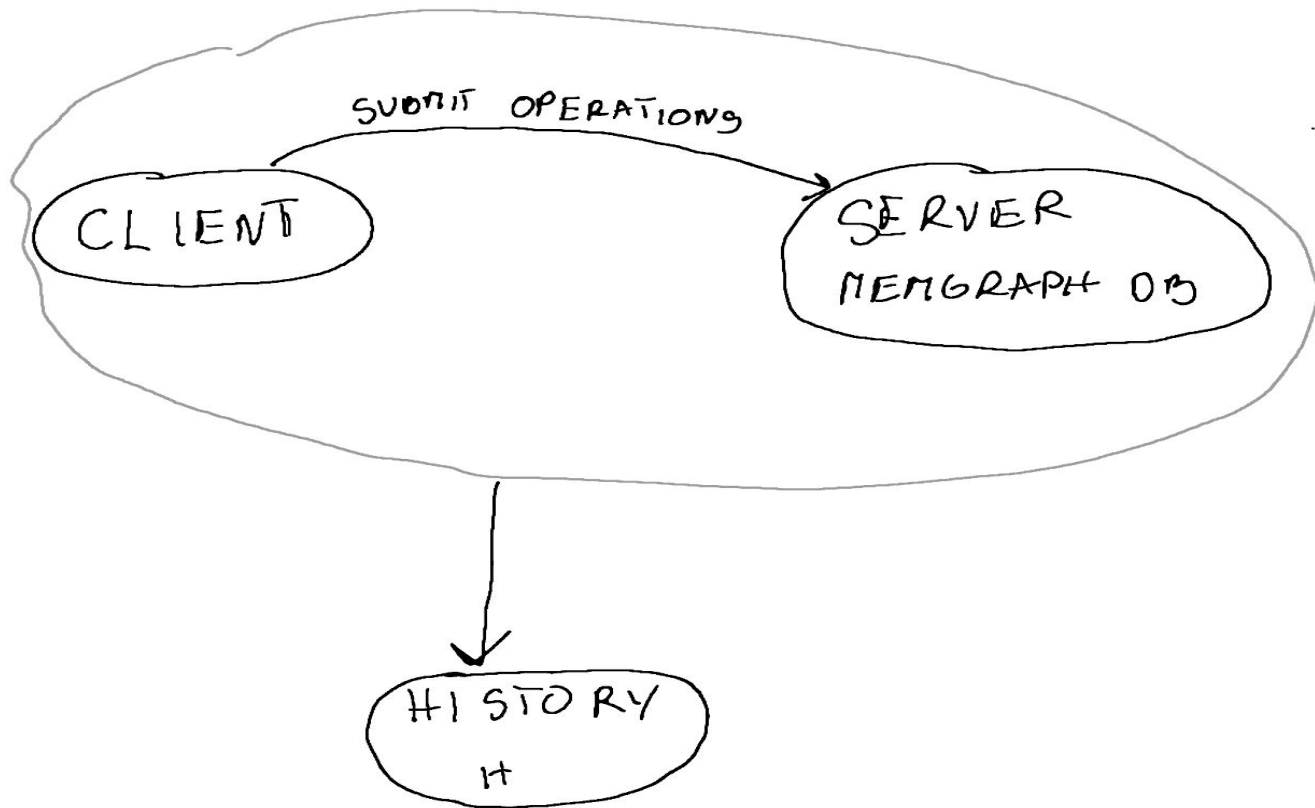 SUBMIT OPERATIONS
CLIENT
SERVER
MEMGRAPH DB
HISTORY
H